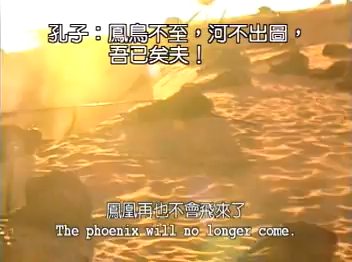 孔子：鳳鳥不至，河不出圖，
吾已矣夫！
鳳凰再也不會飛來了
The phoenix will no longer come.